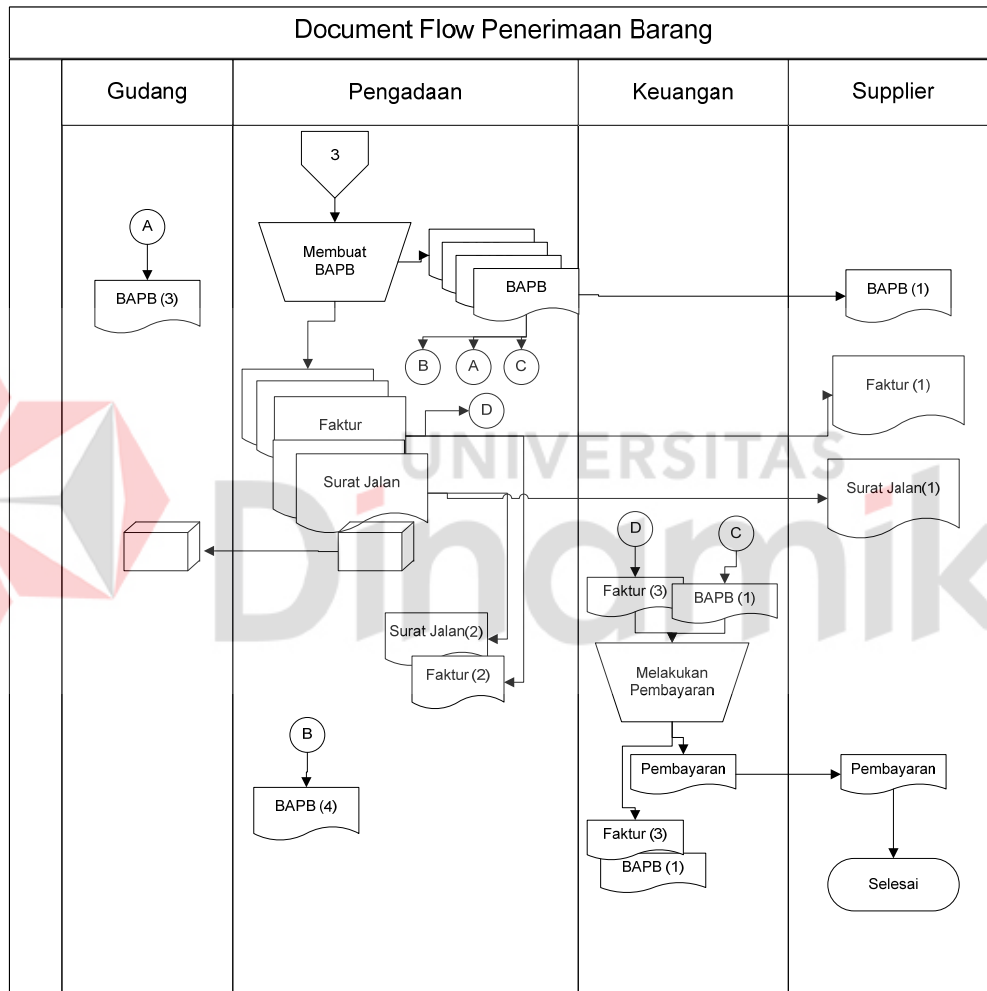 Document Flow Penerimaan Barang
Gudang
Pengadaan
Keuangan
Supplier
3
A
Membuat
BAPB
BAPB (3)
BAPB
BAPB (1)
B
A
C
Faktur (1)
D
Faktur
UNIVERSITAS
Surat Jalan
Surat Jalan(1)
Dinamika
D
C
Faktur (3)
BAPB (1)
Surat Jalan(2)
Faktur (2)
Melakukan
Pembayaran
B
Pembayaran
Pembayaran
BAPB (4)
Faktur (3)
BAPB (1)
Selesai